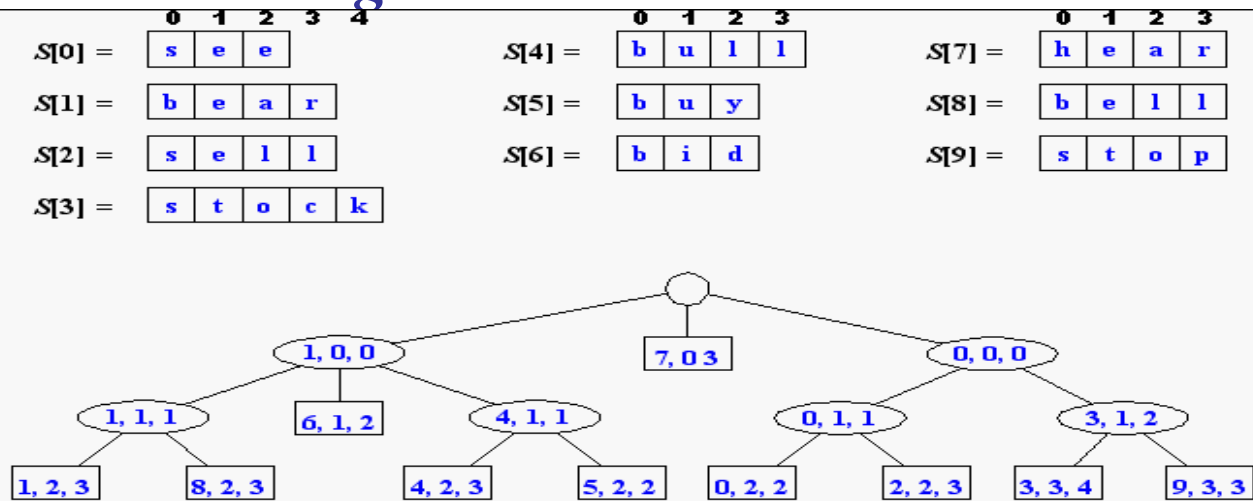 0 1 2 3 4 0 1 2 3 0 1 2 3
S[0] = s e e S[4] = b u l l S[7] = h e a r
S[1] = b e a r S[5] = b u y S[8] = b e l l
S[2] = s e l l S[6] = b i d S[9] = s t o p
S[3] = s t o c k
1, 0, 0 7, 0 3 0, 0, 0
1, 1, 1 6, 1, 2 4, 1, 1 0, 1, 1 3, 1, 2
1, 2, 3 8, 2, 3 4, 2, 3 5, 2, 2 0, 2, 2 2, 2, 3 3, 3, 4 9, 3, 3